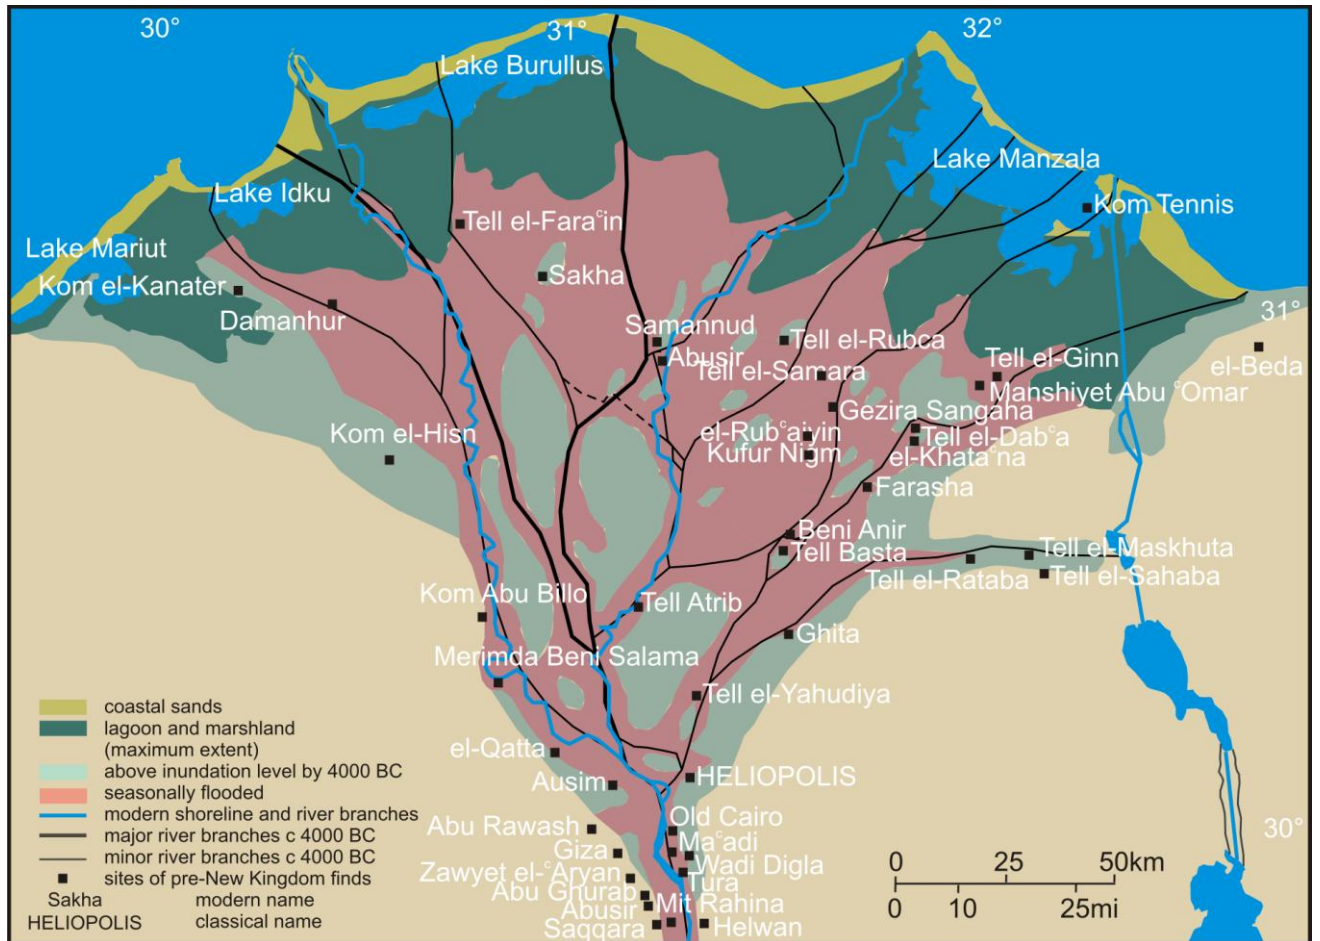 30°
31°
32°
Lake Burullus
Lake Manzala
Lake Idku
Kom Tennis
Tell el-Faraᶜin
Lake Mariut
Sakha
Kom el-Kanater
Damanhur
31°
Samannud
Abusir
Tell el-Rubca
Tell el-Samara
Tell el-Ginn
el-Beda
Manshiyet Abu ᶜOmar
Gezira Sangaha
Kom el-Hisn
el-Rubᶜaiyin
Tell el-Dabᶜa
Kufur Nigm
el-Khataᶜna
Farasha
Beni Anir
Tell Basta
Tell el-Maskhuta
Tell el-Rataba
Tell el-Sahaba
Kom Abu Billo
Tell Atrib
Ghita
Merimda Beni Salama
Tell el-Yahudiya
el-Qatta
HELIOPOLIS
Ausim
Old Cairo
Abu Rawash
Maᶜadi
Giza
Wadi Digla
Zawyet el-ᶜAryan
Tura
Abu Ghurab
Abusir
Mit Rahina
Saqqara
Helwan
30°
coastal sands
lagoon and marshland
(maximum extent)
above inundation level by 4000 BC
seasonally flooded
modern shoreline and river branches
major river branches c 4000 BC
minor river branches c 4000 BC
sites of pre-New Kingdom finds
Sakha modern name
HELIOPOLIS classical name
0 25 50km
0 10 25mi